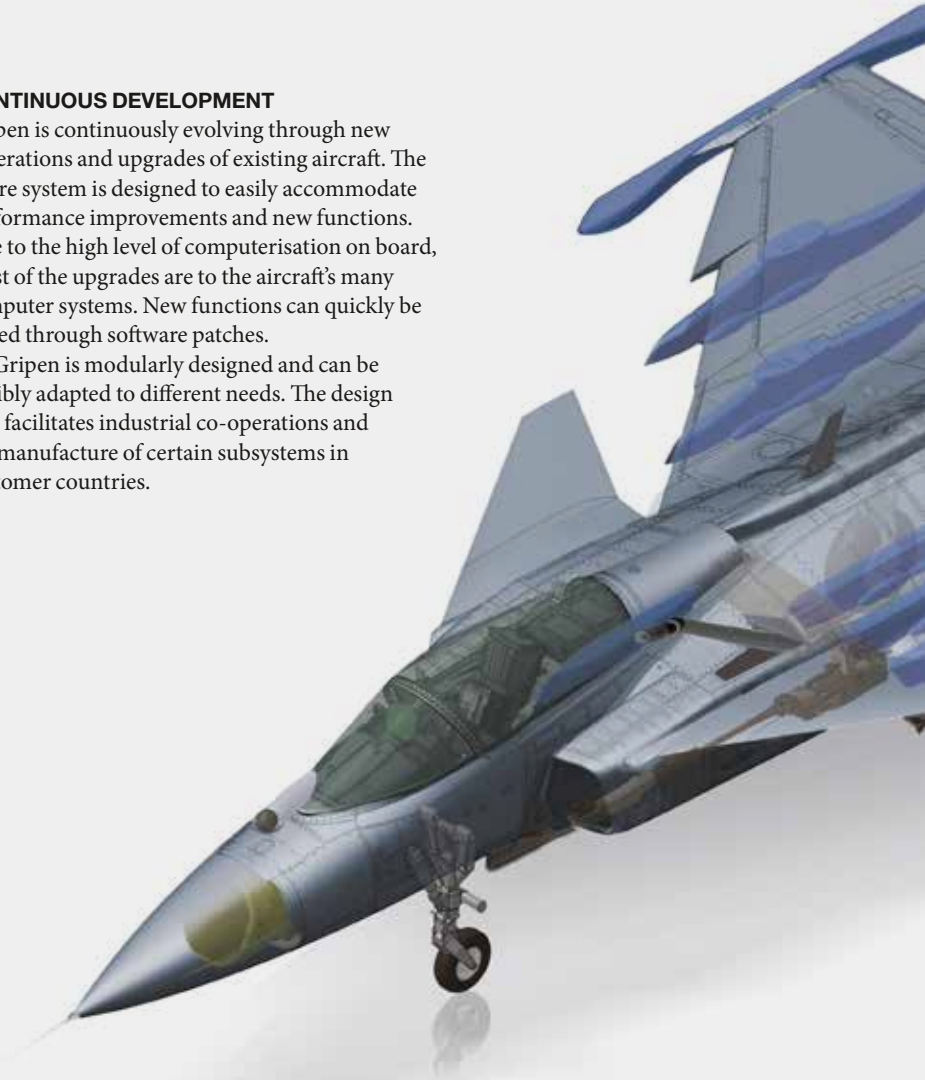 NTINUOUS DEVELOPMENT
pen is continuously evolving through new
erations and upgrades of existing aircraft. The
re system is designed to easily accommodate
formance improvements and new functions.
e to the high level of computerisation on board,
st of the upgrades are to the aircraft’s many
nputer systems. New functions can quickly be
ed through software patches.
Gripen is modularly designed and can be
ibly adapted to different needs. The design
facilitates industrial co-operations and
manufacture of certain subsystems in
tomer countries.